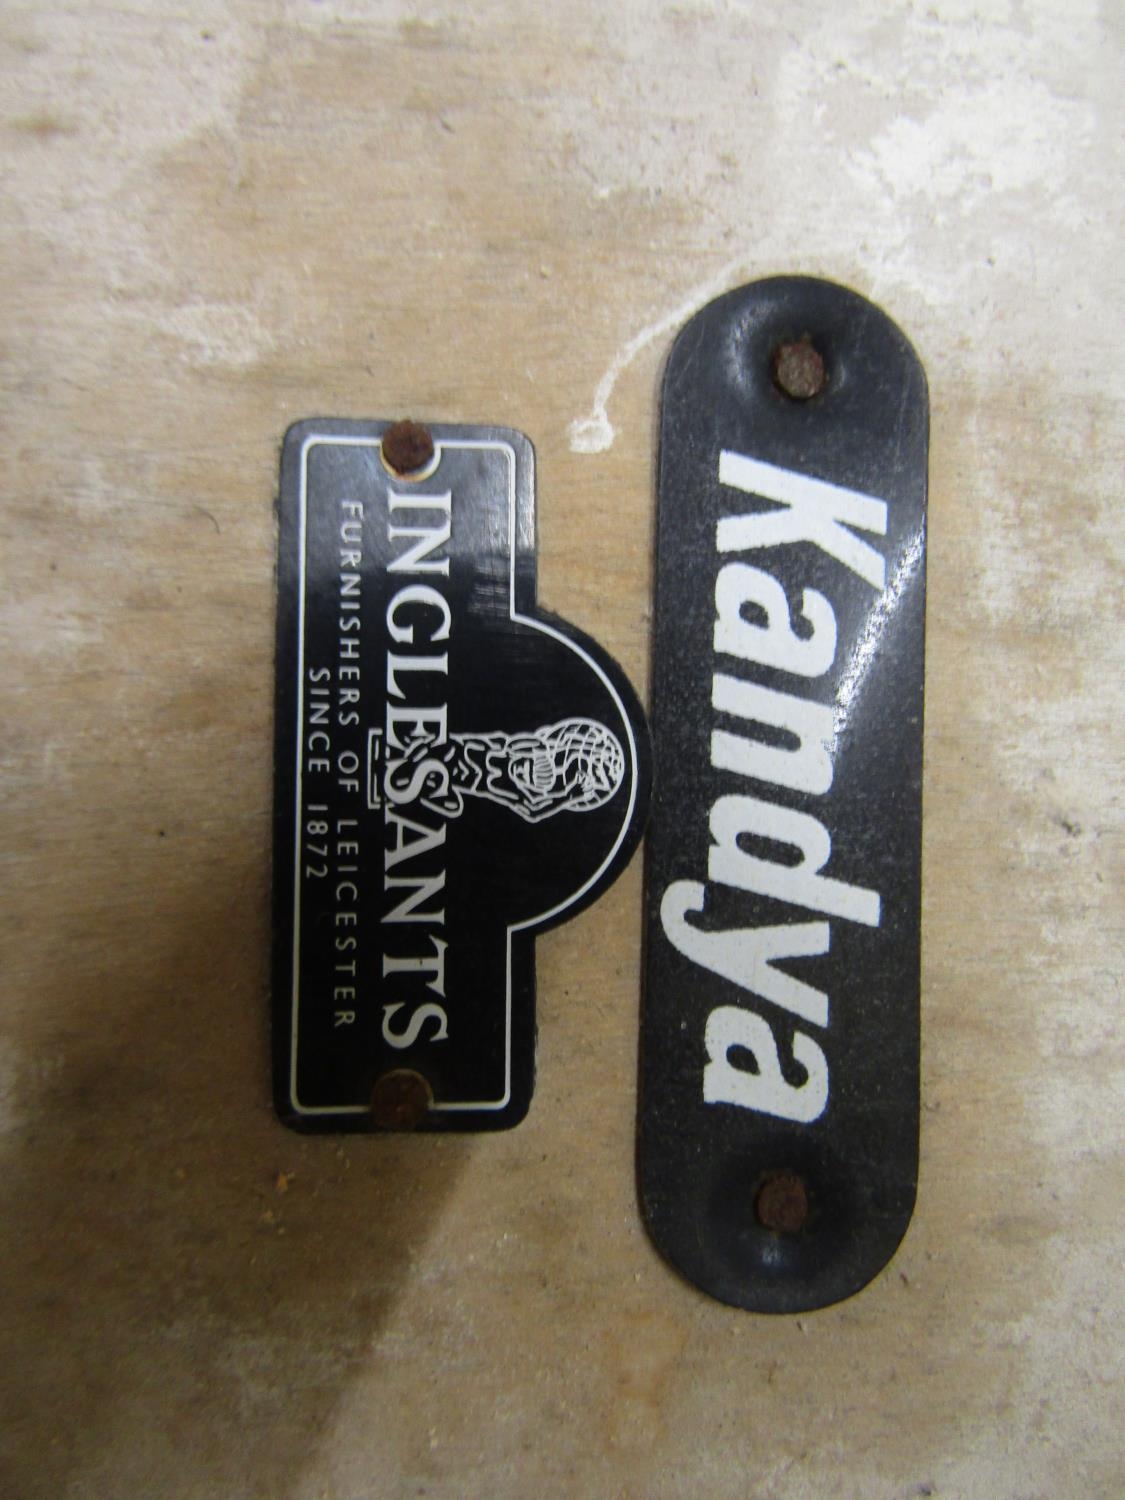 Kandya
INGLESANTS
FURNISHERS OF LEICESTER
SINCE 1872